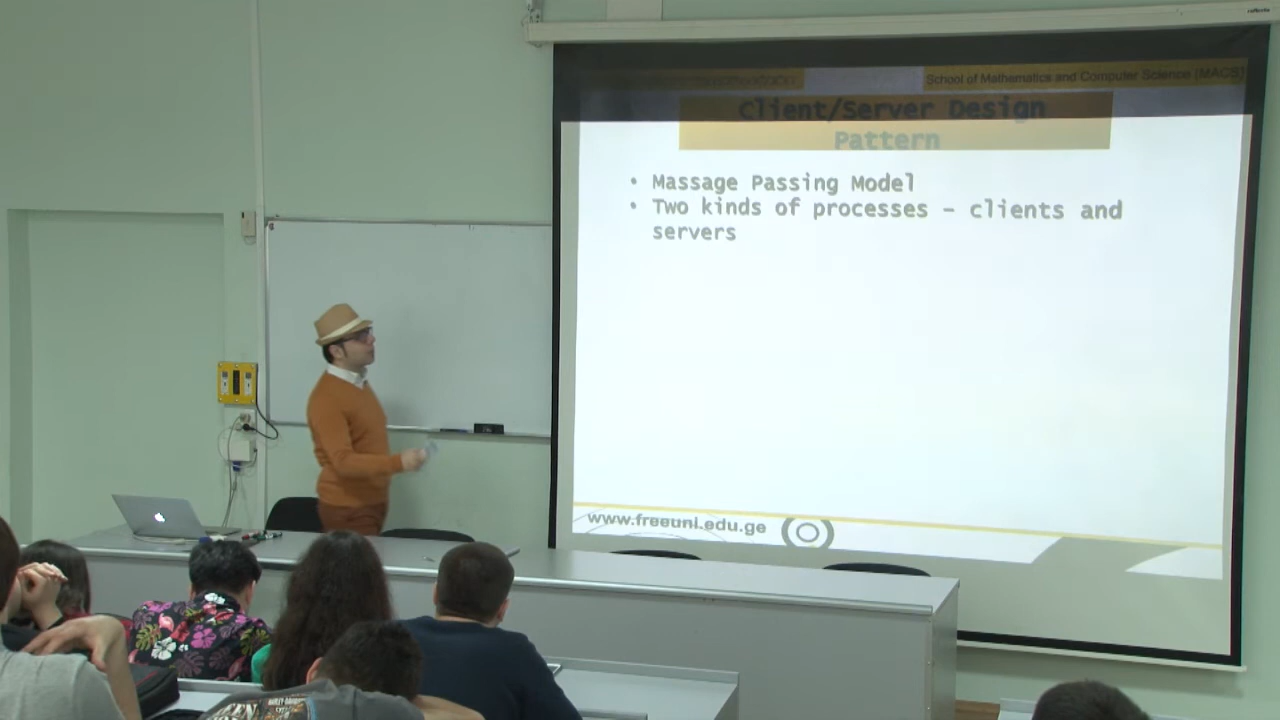 School of Mathematics and Computer Science (MACS)
Client/Server Design
Pattern
• Massage Passing Model
• Two kinds of processes – clients and
servers
www.freeuni.edu.ge